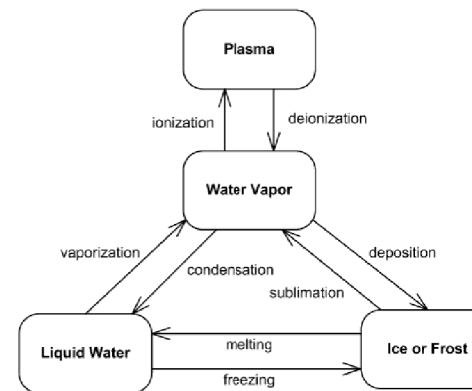 Plasma
ionization
deionization
Water Vapor
vaporization
condensation
deposition
sublimation
Liquid Water
melting
Ice or Frost
freezing